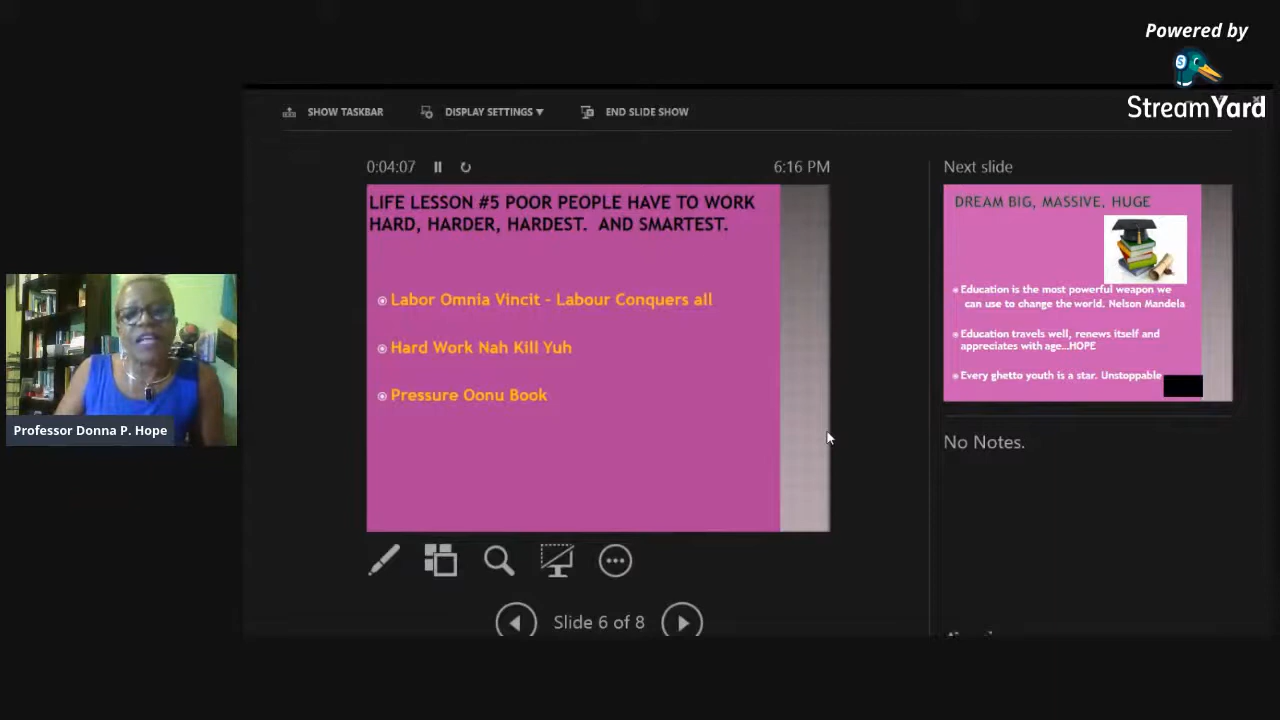 Powered by
StreamYard
SHOW TASKBAR
DISPLAY SETTINGS
END SLIDE SHOW
0:04:07
6:16 PM
LIFE LESSON #5 POOR PEOPLE HAVE TO WORK
HARD, HARDER, HARDEST. AND SMARTEST.
Labor Omnia Vincit - Labour Conquers all
Hard Work Nah Kill Yuh
Pressure Oonu Book
Slide 6 of 8
Next slide
DREAM BIG, MASSIVE, HUGE
Education is the most powerful weapon we
can use to change the world. Nelson Mandela
Education travels well, renews itself and
appreciates with age...HOPE
Every ghetto youth is a star. Unstoppable
No Notes.
Professor Donna P. Hope